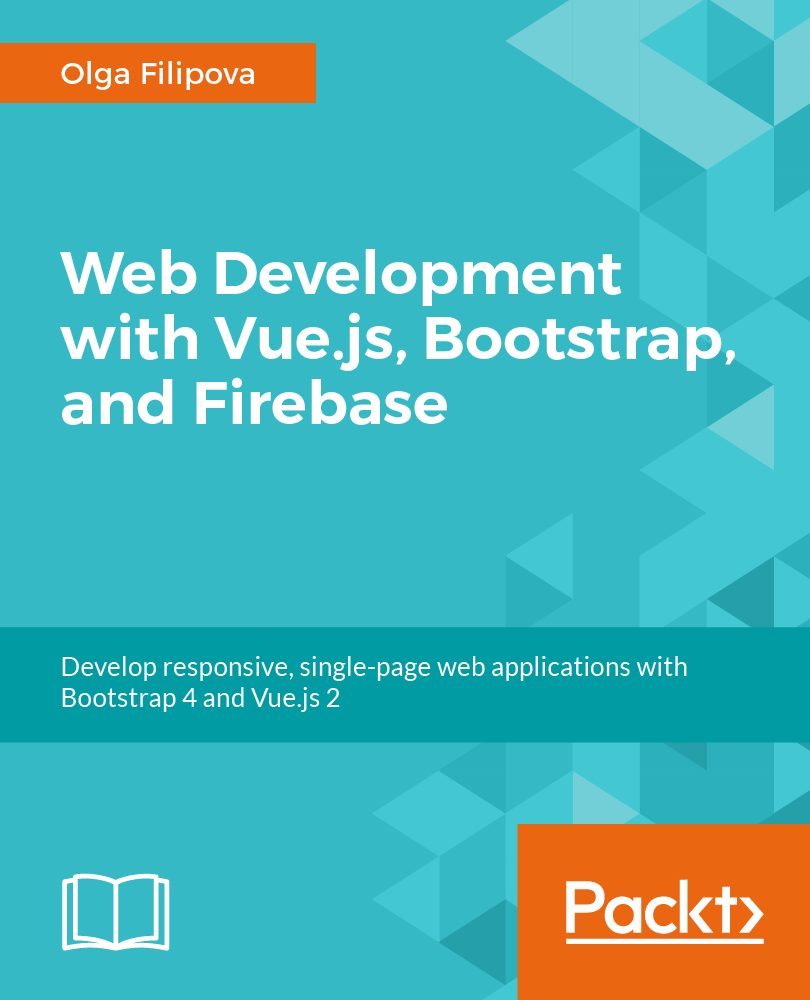 Olga Filipova
Web Development
with Vue.js, Bootstrap,
and Firebase
Develop responsive, single-page web applications with
Bootstrap 4 and Vue.js 2
Packt>